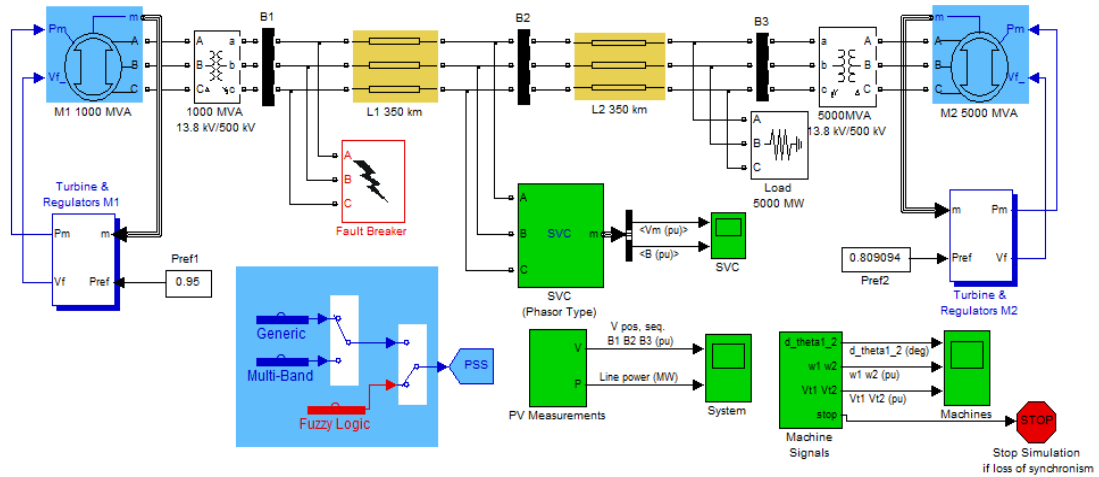 B1
B2
B3
m
Pm
Vf_
A
B
C
M1 1000 MVA
A
B
C
a
b
c
1000 MVA
13.8 kV/500 kV
L1 350 km
L2 350 km
a
b
c
A
B
C
5000MVA
13.8 kV/500 kV
m
Pm
Vf_
A
B
C
M2 5000 MVA
A
B
C
Fault Breaker
A
B
C
Load
5000 MW
Turbine &
Regulators M1
Pm
m
Vf
Pref
Pref1
0.95
A
B
C
SVC
m
SVC
(Phasor Type)
<Vm (pu)>
<B (pu)>
SVC
0.809094
Pref2
m
Pm
Pref
Vf
Turbine &
Regulators M2
Generic
Multi-Band
Fuzzy Logic
PSS
V
P
PV Measurements
V pos, seq.
B1 B2 B3 (pu)
Line power (MW)
System
d_theta1_2
w1 w2
Vt1 Vt2
stop
Machine
Signals
d_theta1_2 (deg)
w1 w2 (pu)
Vt1 Vt2 (pu)
Machines
STOP
Stop Simulation
if loss of synchronism